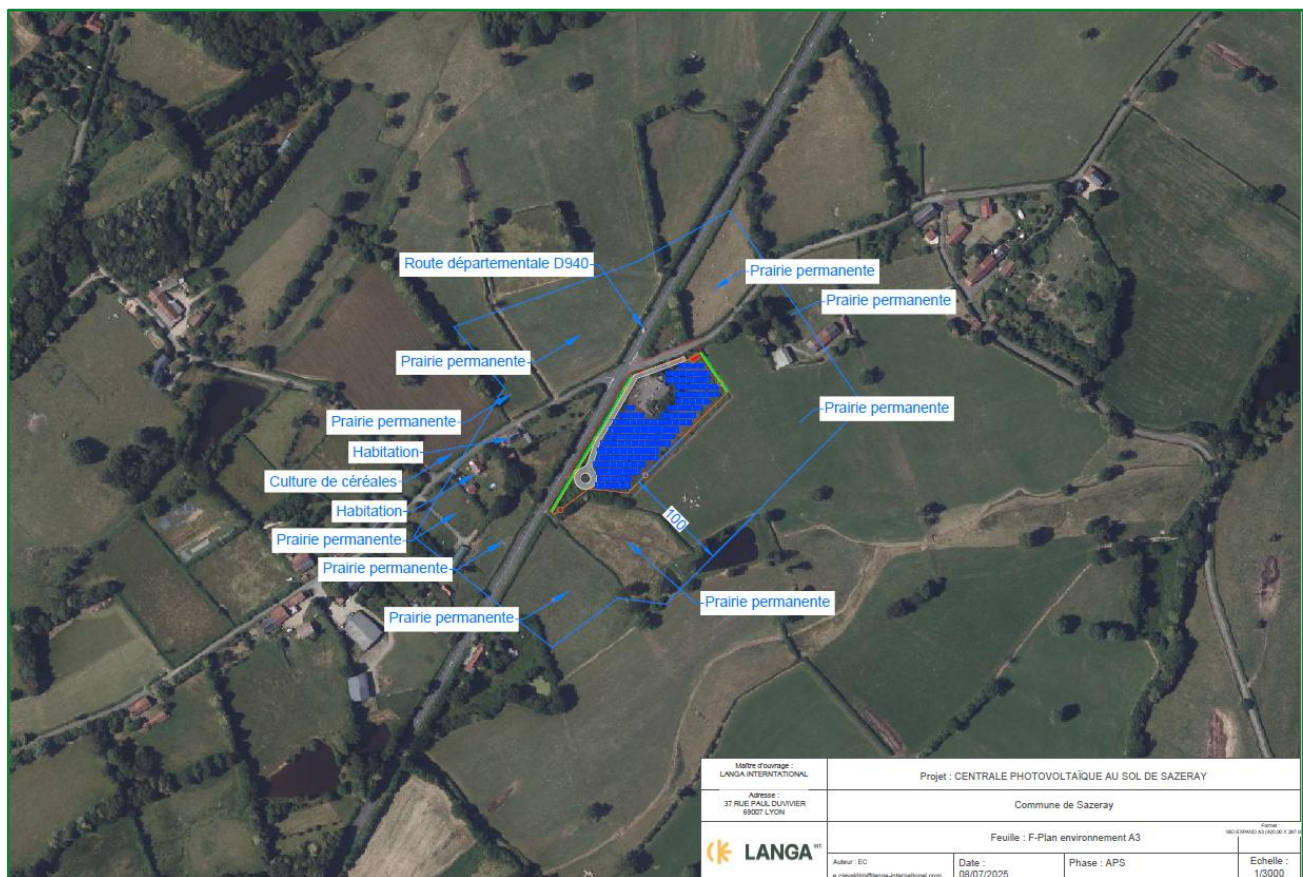 Route départementale D940
Prairie permanente
Prairie permanente
Prairie permanente
Prairie permanente
Prairie permanente
Habitation
Culture de céréales
Habitation
Prairie permanente
Prairie permanente
100
Prairie permanente
Prairie permanente
Maître d'ouvrage :
LANGA INTERNTATIONAL
Projet : CENTRALE PHOTOVOLTAÏQUE AU SOL DE SAZERAY
Adresse :
37 RUE PAUL DUVIVIER
69007 LYON
Commune de Sazeray
LANGA INT.
Feuille : F-Plan environnement A3
Format :
Auteur : EC
Date :
08/07/2025
Phase : APS
Echelle :
1/3000